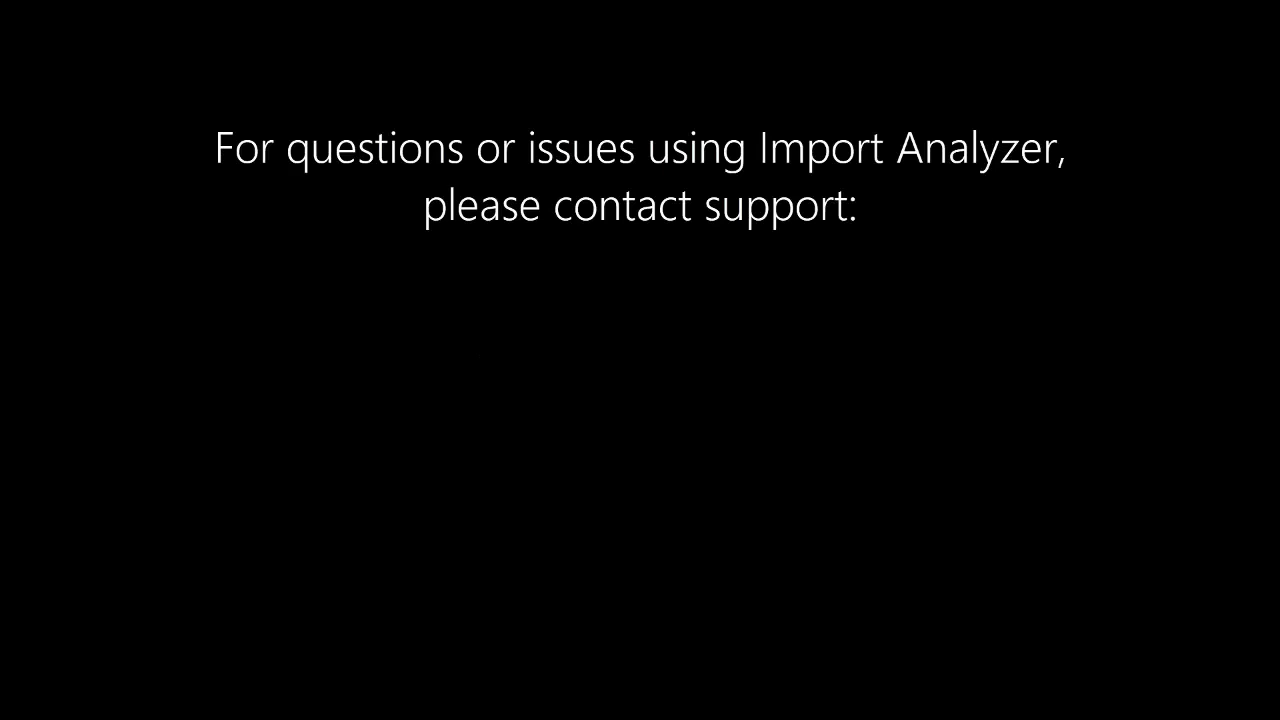 For questions or issues using Import Analyzer,
please contact support: